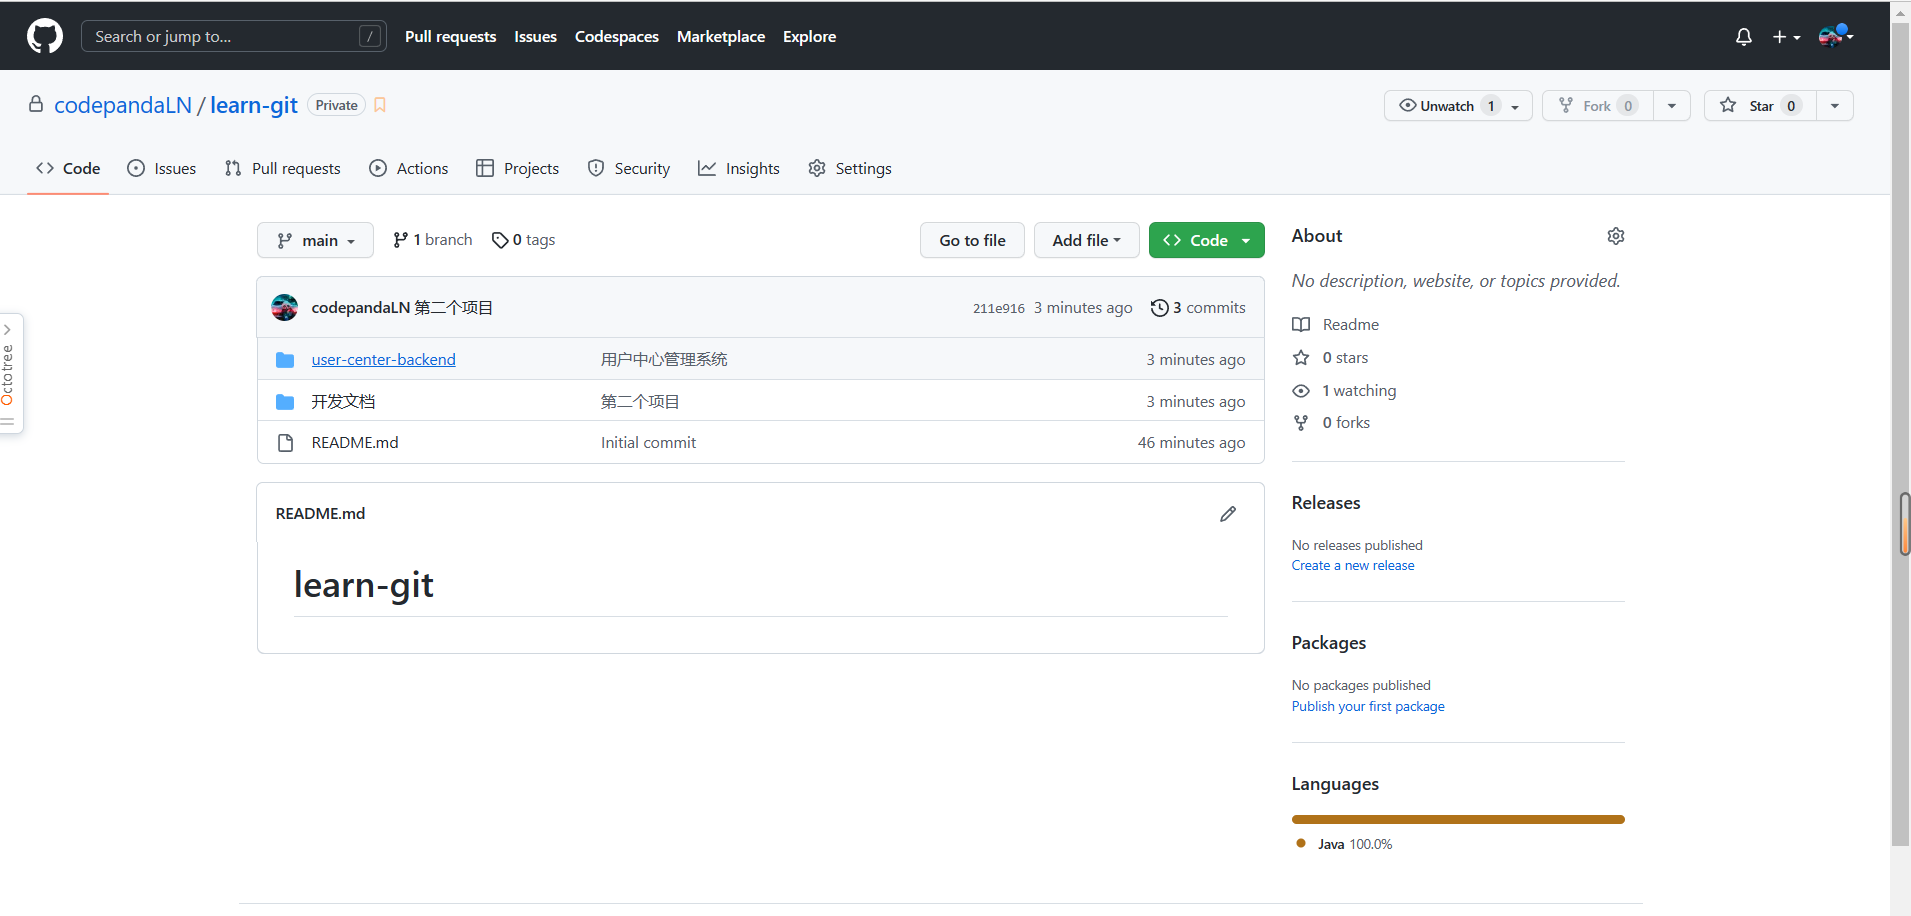 Search or jump to... / Pull requests Issues Codespaces Marketplace Explore
codepandaLN / learn-git Private Unwatch 1 Fork 0 Star 0
Code Issues Pull requests Actions Projects Security Insights Settings
main 1 branch 0 tags Go to file Add file Code
codepandaLN 第二个项目 211e916 3 minutes ago 3 commits
user-center-backend 用户中心管理系统 3 minutes ago
开发文档 第二个项目 3 minutes ago
README.md Initial commit 46 minutes ago
README.md
learn-git
About
No description, website, or topics provided.
Readme
0 stars
1 watching
0 forks
Releases
No releases published
Create a new release
Packages
No packages published
Publish your first package
Languages
Java 100.0%
Octotree